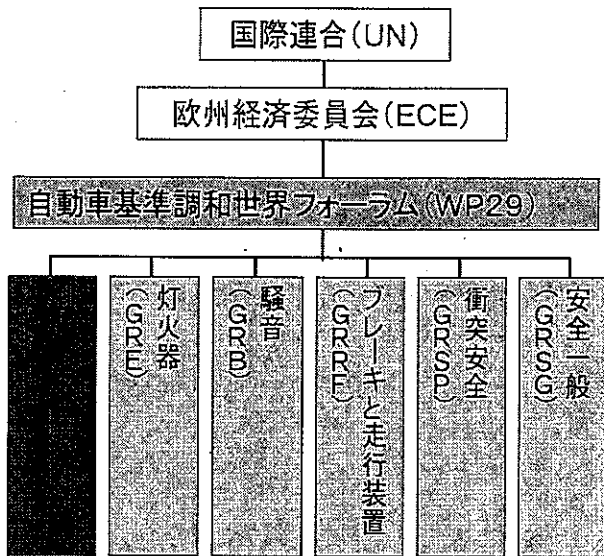 国際連合(UN)
欧州経済委員会(ECE)
自動車基準調和世界フォーラム(WP29)
灯火器
(GRE)
騒音
(GRB)
ブレーキと走行装置
(GRRF)
衝突安全
(GRSP)
安全一般
(GRSG)